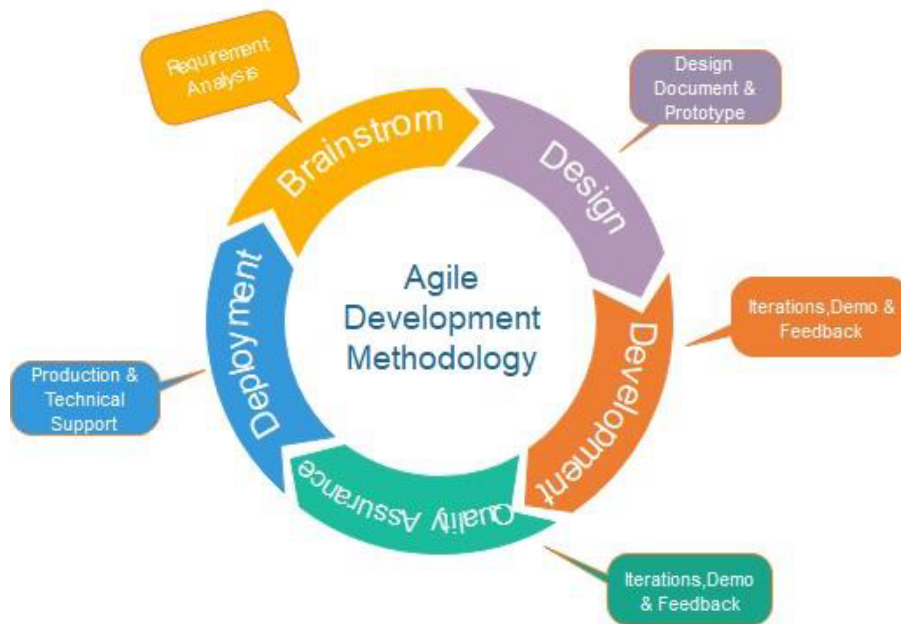 Requirement
Analysis
Brainstrom
Design
Document &
Prototype
Design
Iterations,Demo &
Feedback
Development
Agile
Development
Methodology
Deployment
Production &
Technical
Support
Quality Assurance
Iterations,Demo
& Feedback